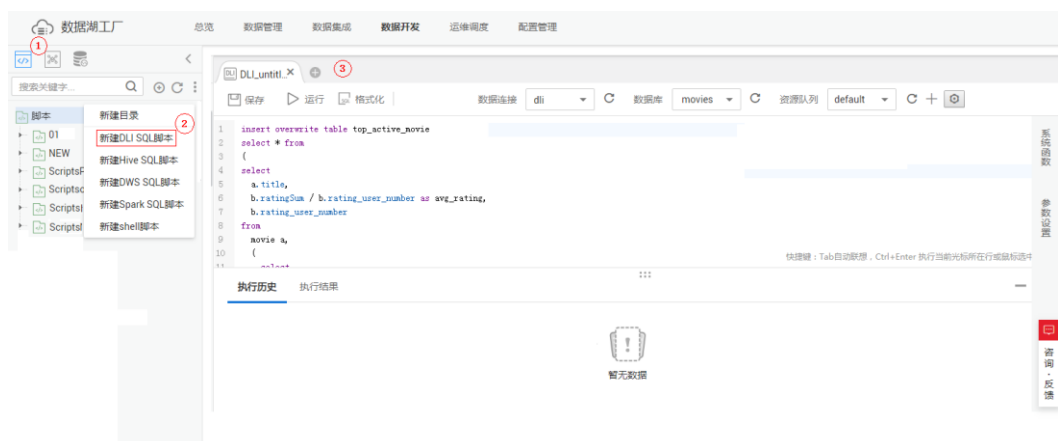 数据湖工厂 总览 数据管理 数据集成 数据开发 运维调度 配置管理
1
搜索关键字...
脚本
01
NEW
ScriptsF
Scriptsc
Scripts
Scripts
新建目录
2
新建DLI SQL脚本
新建Hive SQL脚本
新建DWS SQL脚本
新建Spark SQL脚本
新建shell脚本
DLI DLI_untitl.. 3
保存 运行 格式化 数据连接 dli 数据库 movies 资源队列 default
1 insert overwrite table top_active_movie
2 select * from
3 (
4 select
5 a.title,
6 b.ratingSum / b.rating_user_number as avg_rating,
7 b.rating_user_number
8 from
9 movie a,
10 (
11 select
快捷键：Tab自动联想，Ctrl+Enter 执行当前光标所在行或鼠标选中
系统函数
参数设置
执行历史 执行结果
暂无数据
咨询·反馈